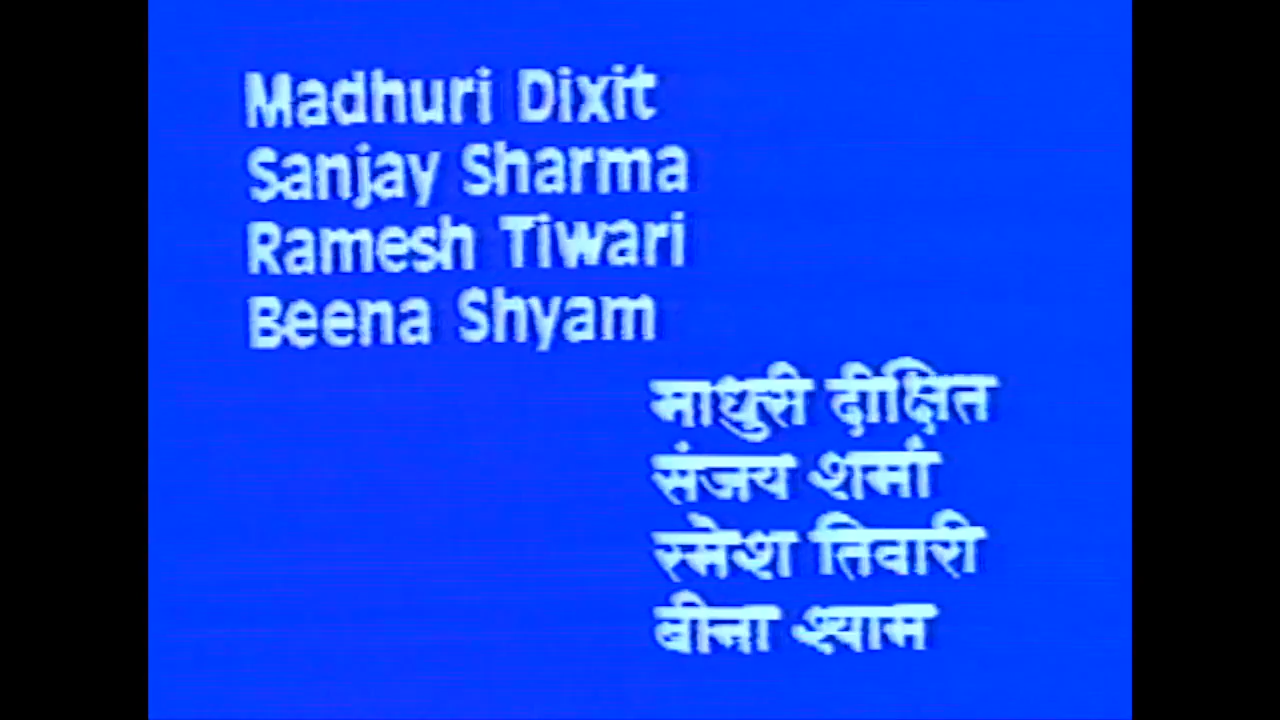 Madhuri Dixit
Sanjay Sharma
Ramesh Tiwari
Beena Shyam
माधुरी दीक्षित
संजय शर्मा
रमेश तिवारी
बीना श्याम